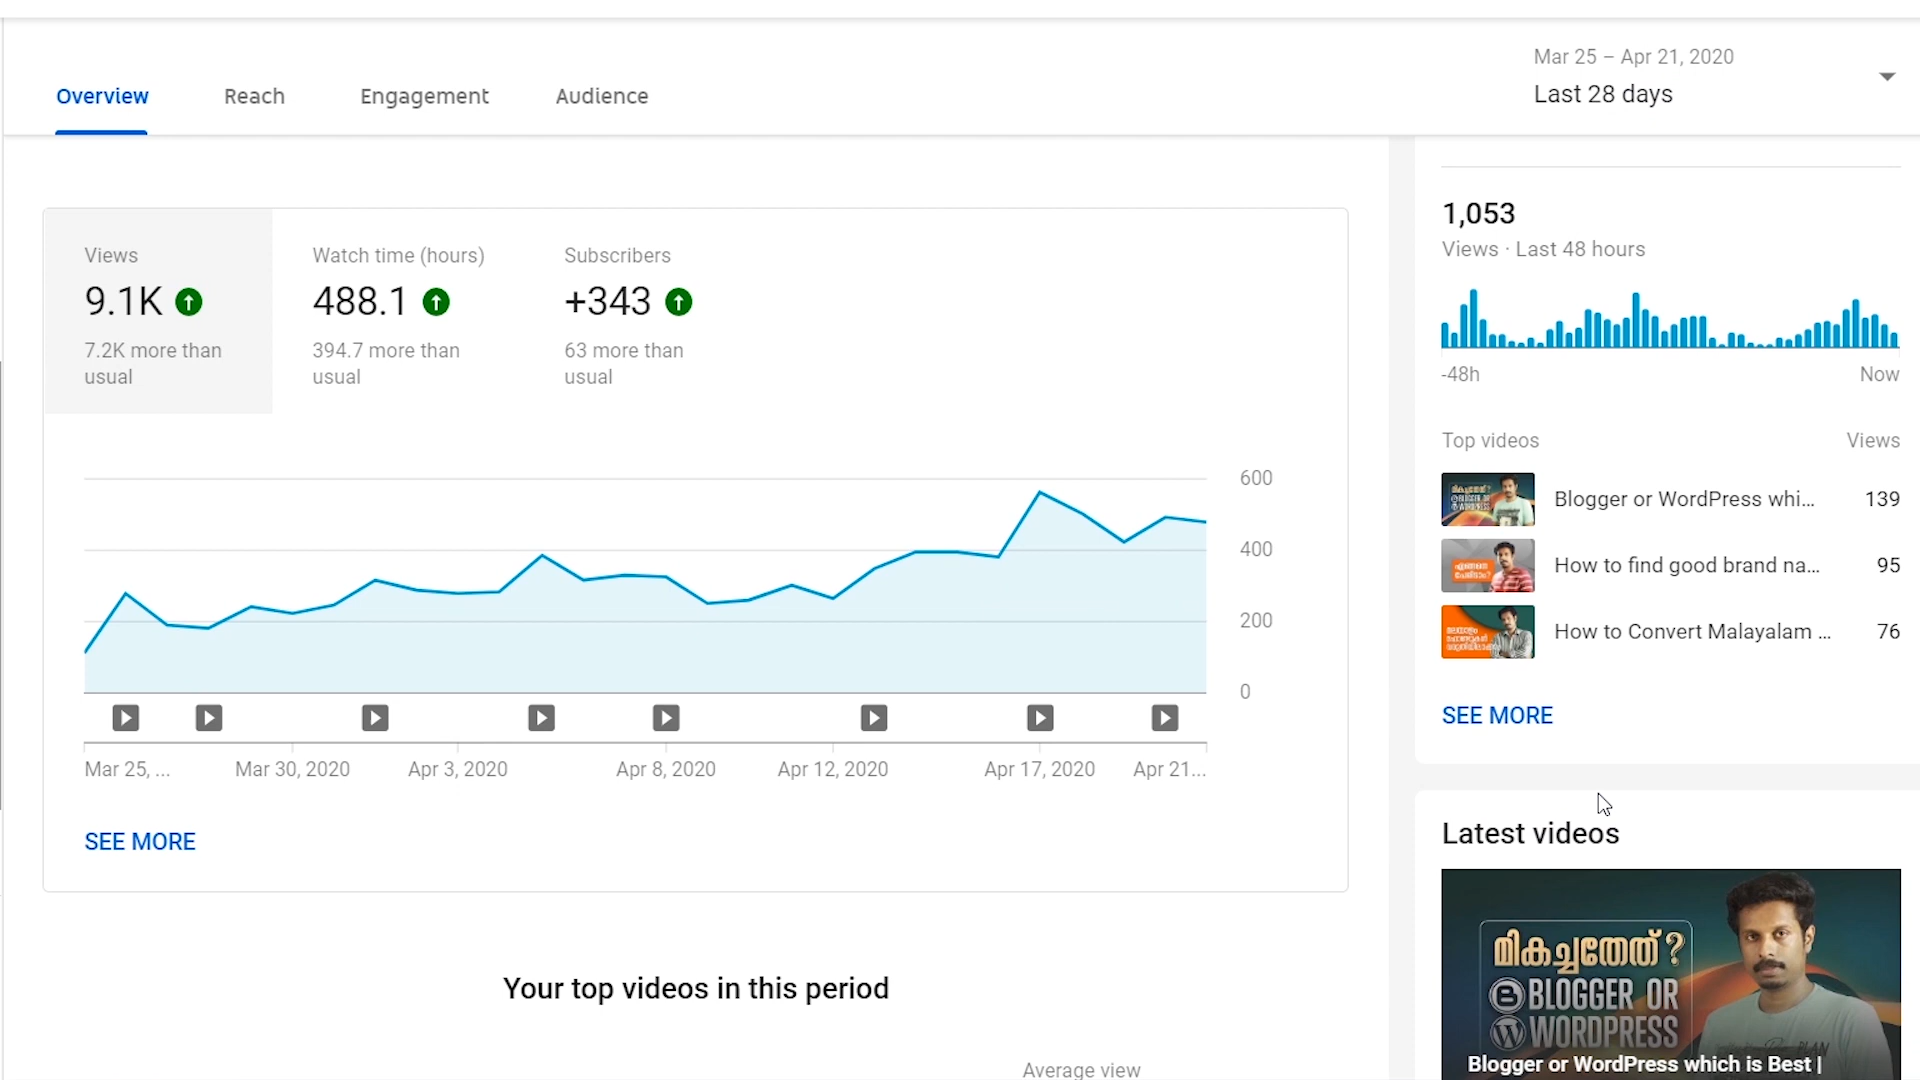 Overview
Reach
Engagement
Audience
Mar 25 – Apr 21, 2020
Last 28 days
Views
9.1K
7.2K more than
usual
Watch time (hours)
488.1
394.7 more than
usual
Subscribers
+343
63 more than
usual
600
400
200
0
Mar 25, ...
Mar 30, 2020
Apr 3, 2020
Apr 8, 2020
Apr 12, 2020
Apr 17, 2020
Apr 21...
SEE MORE
Your top videos in this period
Average view
1,053
Views · Last 48 hours
-48h
Now
Top videos
Views
Blogger or WordPress whi...
139
How to find good brand na...
95
How to Convert Malayalam ...
76
SEE MORE
Latest videos
മികച്ചതേത് ?
BLOGGER OR
WORDPRESS
Blogger or WordPress which is Best |